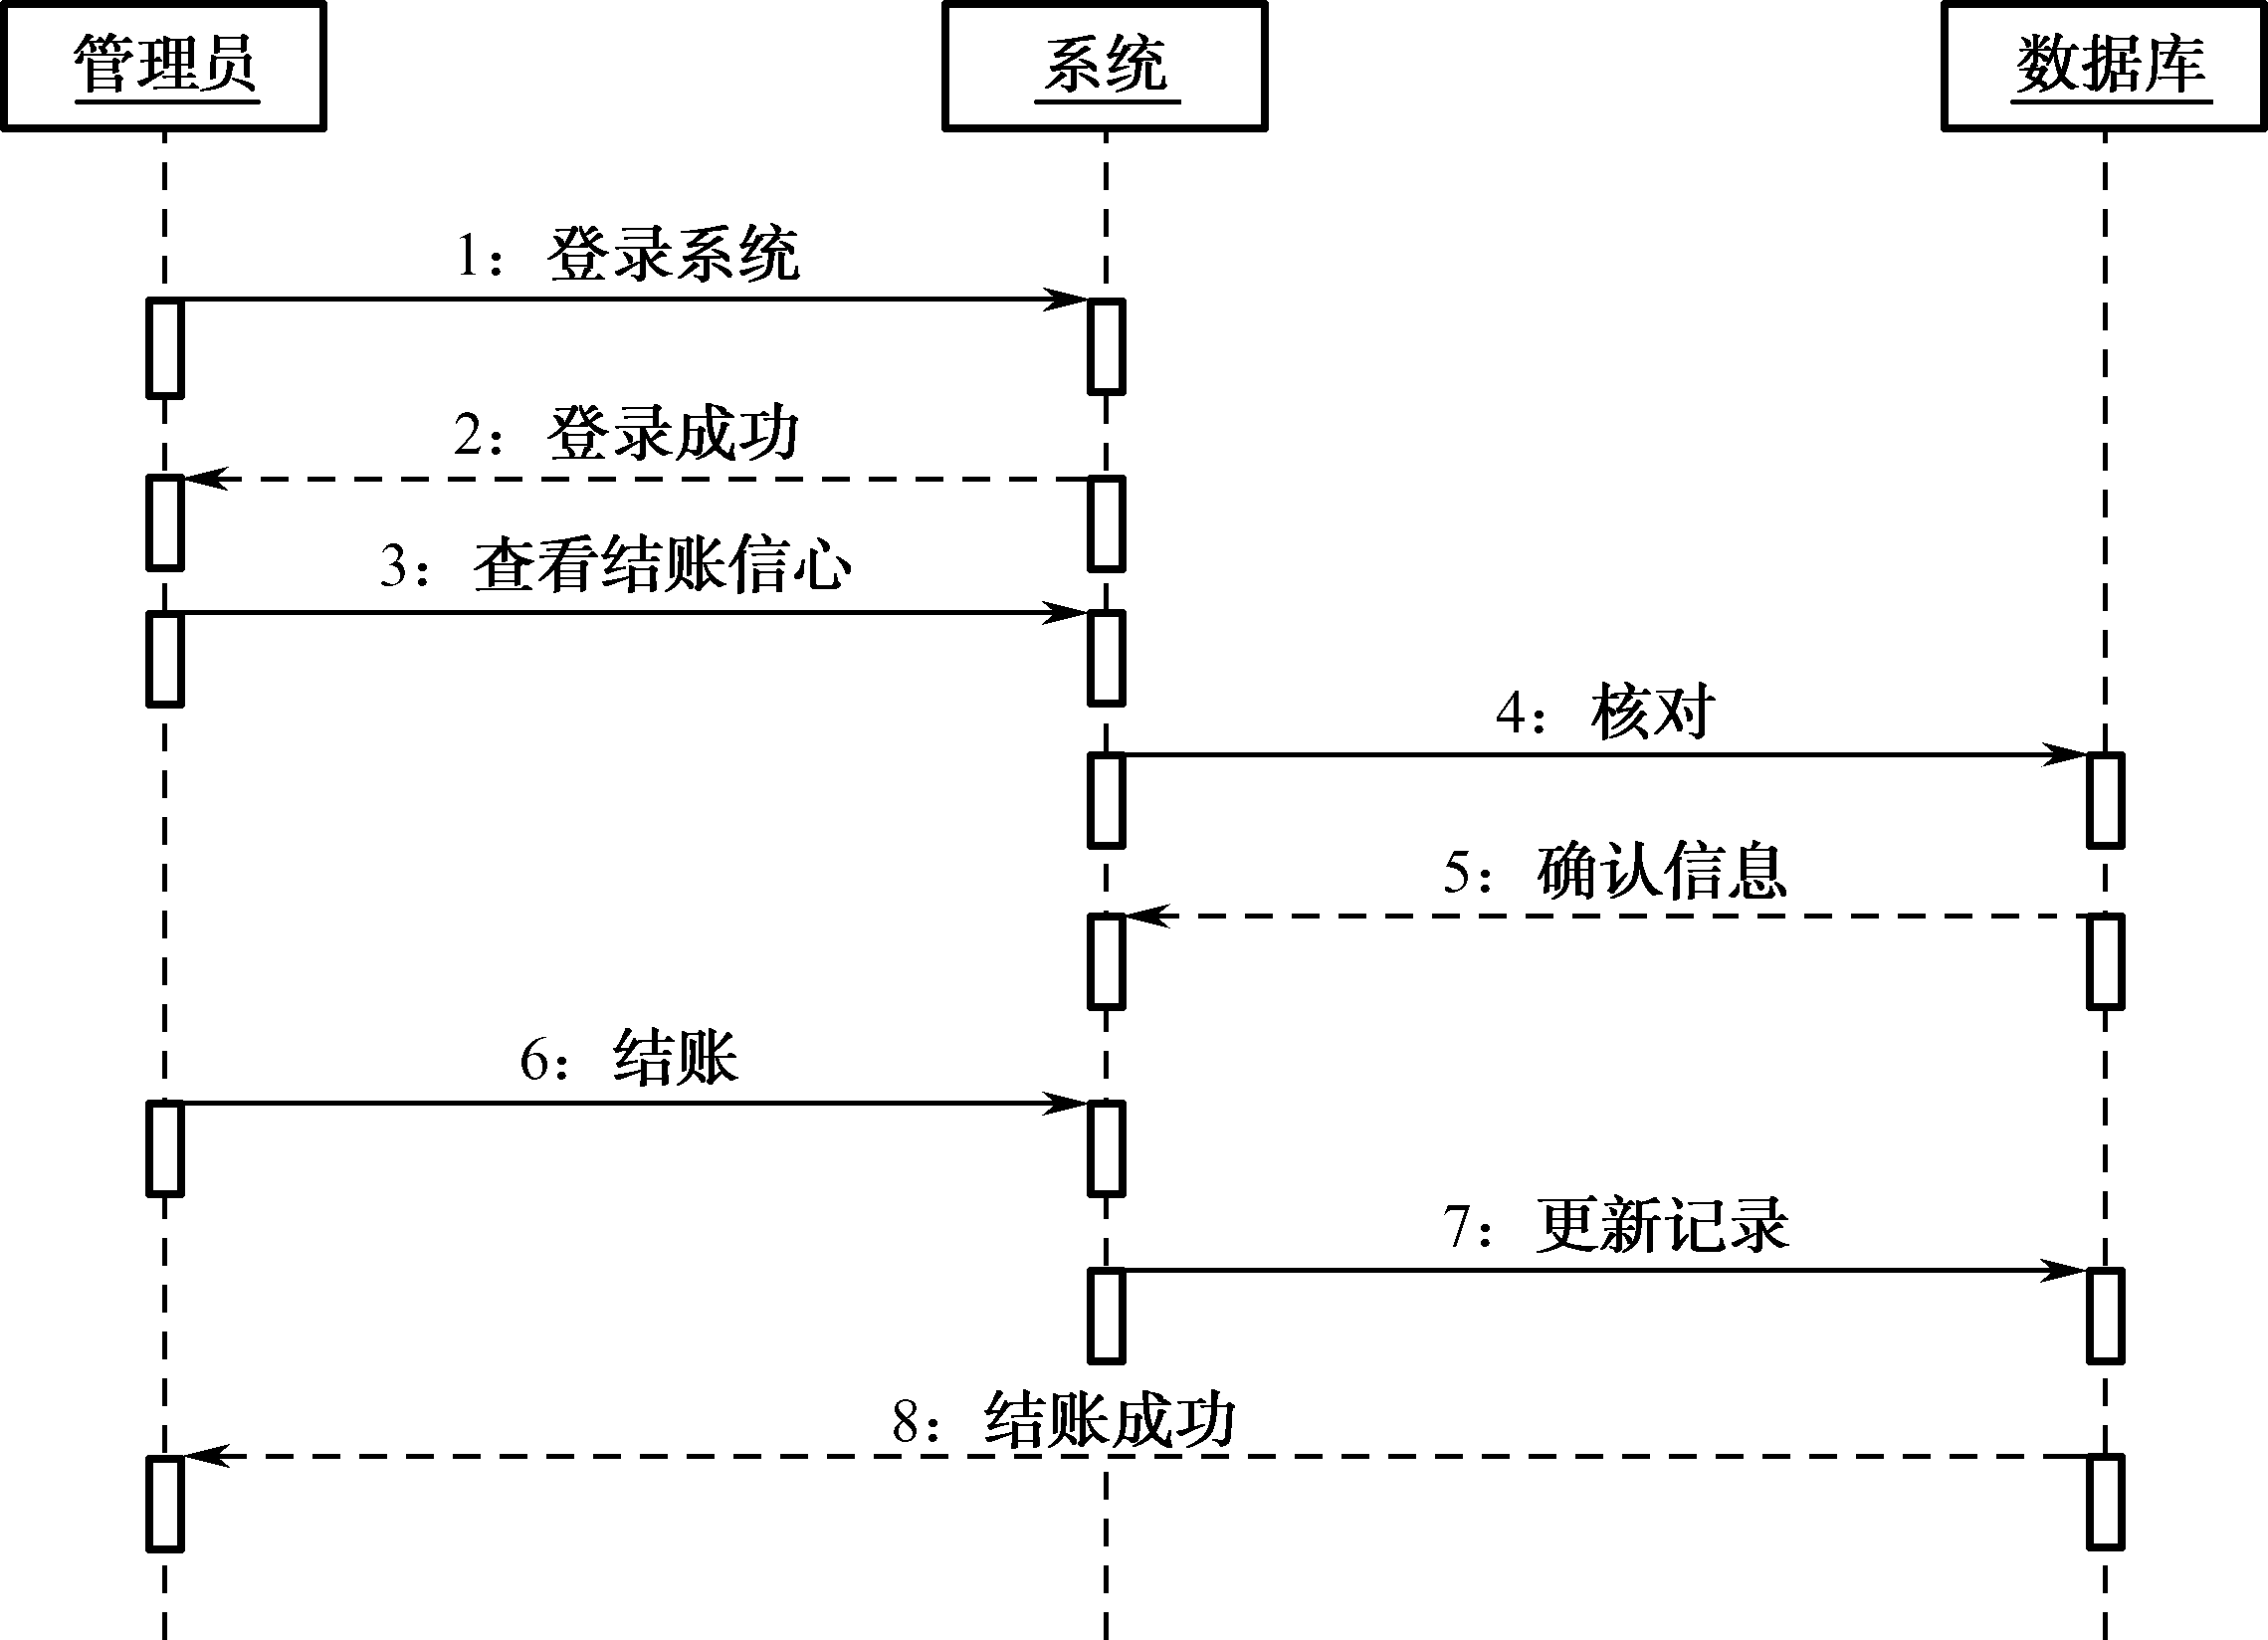 管理员
系统
数据库
1：登录系统
2：登录成功
3：查看结账信心
4：核对
5：确认信息
6：结账
7：更新记录
8：结账成功